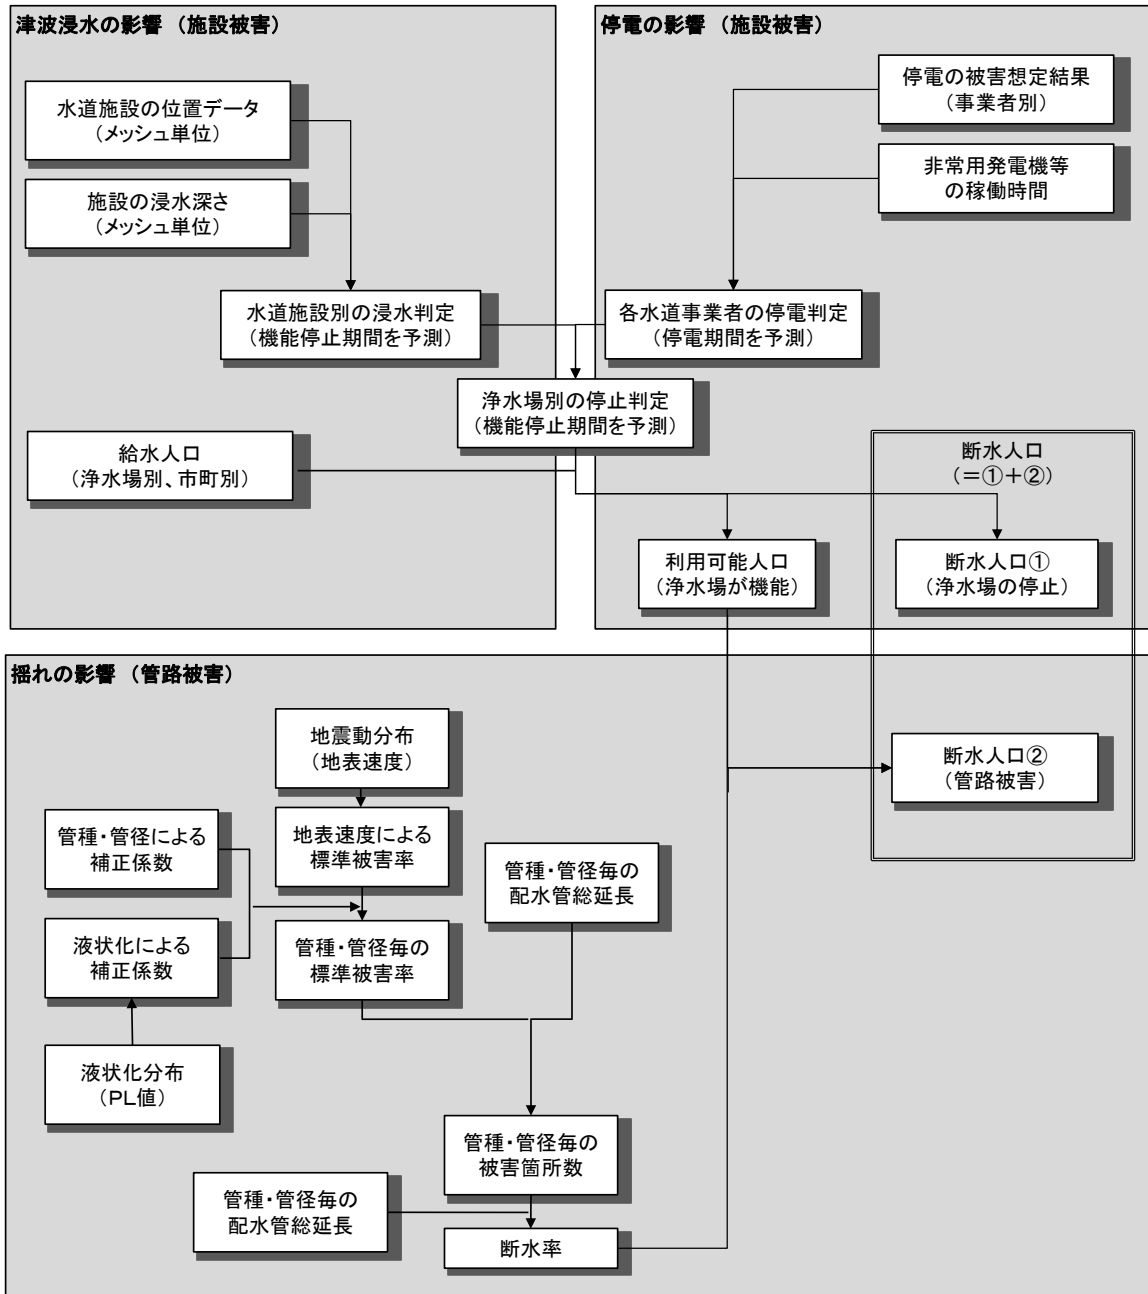 津波浸水の影響 （施設被害）
水道施設の位置データ
（メッシュ単位）
施設の浸水深さ
（メッシュ単位）
水道施設別の浸水判定
（機能停止期間を予測）
停電の影響 （施設被害）
停電の被害想定結果
（事業者別）
非常用発電機等
の稼働時間
各水道事業者の停電判定
（停電期間を予測）
浄水場別の停止判定
（機能停止期間を予測）
給水人口
（浄水場別、市町別）
断水人口
（＝①＋②）
利用可能人口
（浄水場が機能）
断水人口①
（浄水場の停止）
揺れの影響 （管路被害）
地震動分布
（地表速度）
断水人口②
（管路被害）
管種・管径による
補正係数
地表速度による
標準被害率
管種・管径毎の
配水管総延長
液状化による
補正係数
管種・管径毎の
標準被害率
液状化分布
（ＰＬ値）
管種・管径毎の
被害箇所数
管種・管径毎の
配水管総延長
断水率